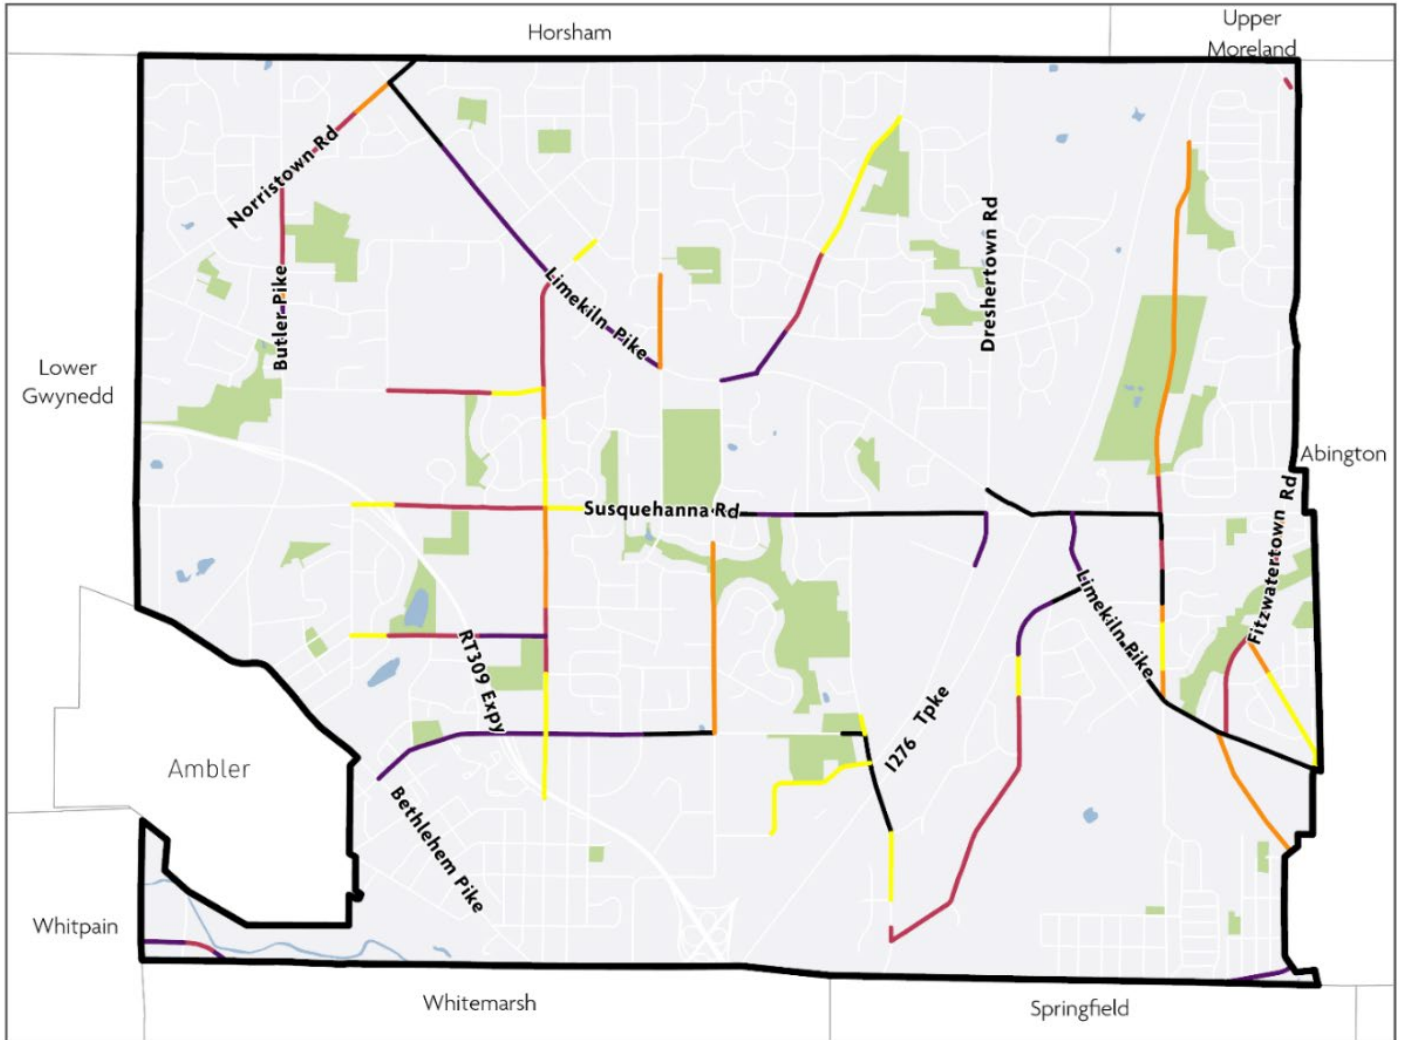 Horsham
Upper
Moreland
Norristown Rd
Butler Pike
Limekiln Pike
Dreshertown Rd
Lower
Gwynedd
Abington
Susquehanna Rd
Fitzwatertown Rd
Limekiln Pike
RT309 Expy
I276 Tpke
Ambler
Bethlehem Pike
Whitpain
Whitemarsh
Springfield